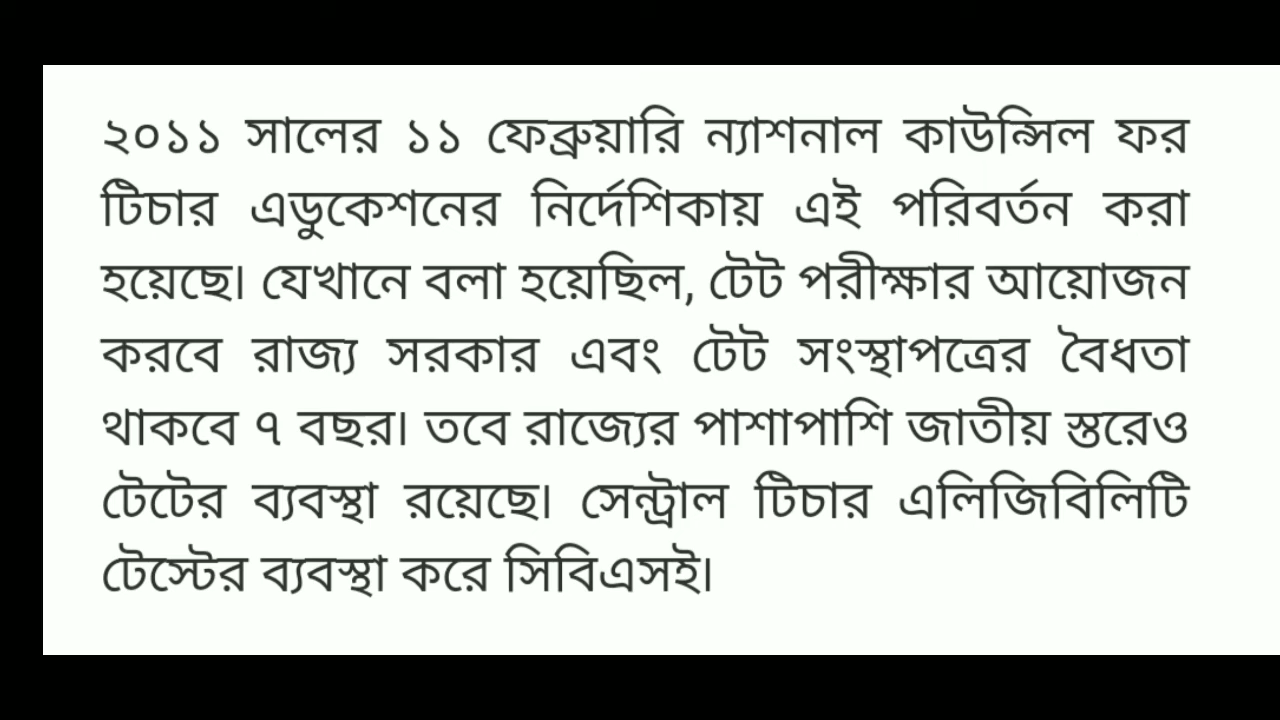 ২০১১ সালের ১১ ফেব্রুয়ারি ন্যাশনাল কাউন্সিল ফর
টিচার এডুকেশনের নির্দেশিকায় এই পরিবর্তন করা
হয়েছে। যেখানে বলা হয়েছিল, টেট পরীক্ষার আয়োজন
করবে রাজ্য সরকার এবং টেট সংস্থাপত্রের বৈধতা
থাকবে ৭ বছর। তবে রাজ্যের পাশাপাশি জাতীয় স্তরেও
টেটের ব্যবস্থা রয়েছে। সেন্ট্রাল টিচার এলিজিবিলিটি
টেস্টের ব্যবস্থা করে সিবিএসই।